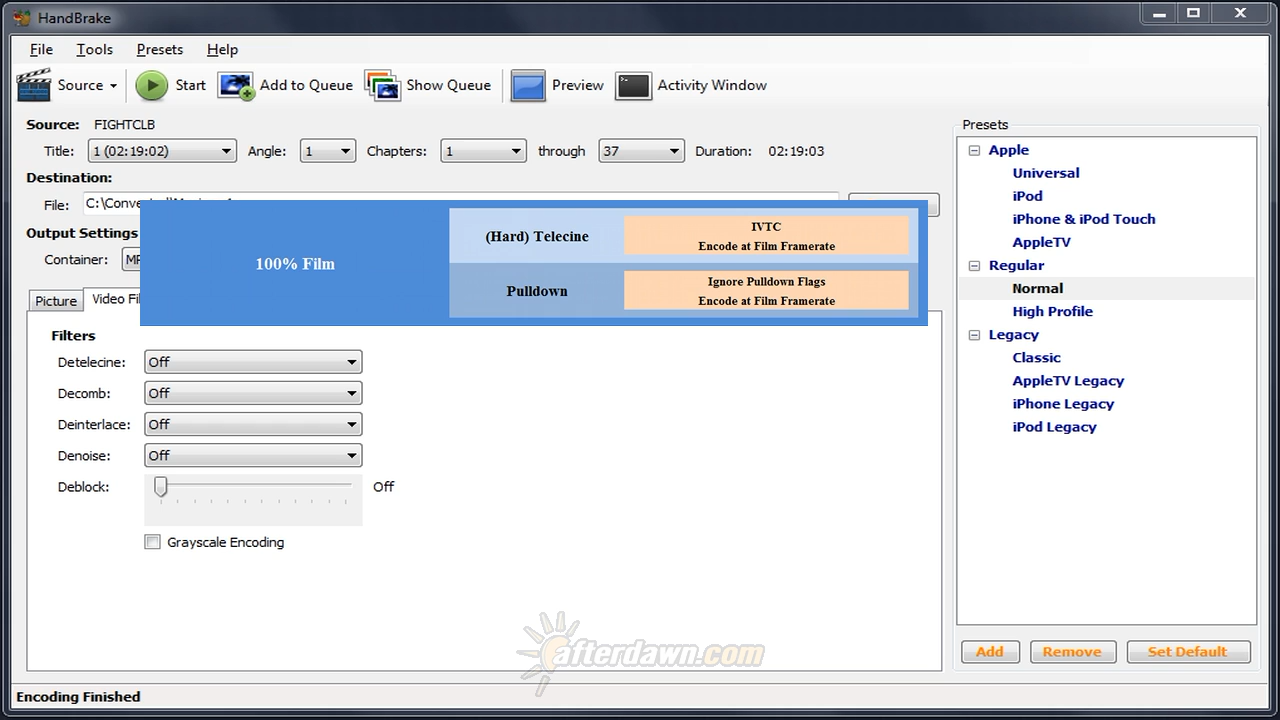 HandBrake
File Tools Presets Help
Source Start Add to Queue Show Queue Preview Activity Window
Source: FIGHTCLB
Title: 1 (02:19:02) Angle: 1 Chapters: 1 through 37 Duration: 02:19:03
Destination:
File:
Output Settings
Container:
100% Film
(Hard) Telecine
IVTC
Encode at Film Framerate
Pulldown
Ignore Pulldown Flags
Encode at Film Framerate
Picture Video
Filters
Detelecine: Off
Decomb: Off
Deinterlace: Off
Denoise: Off
Deblock: Off
Grayscale Encoding
Presets
Apple
Universal
iPod
iPhone & iPod Touch
AppleTV
Regular
Normal
High Profile
Legacy
Classic
AppleTV Legacy
iPhone Legacy
iPod Legacy
Add Remove Set Default
afterdawn.com
Encoding Finished